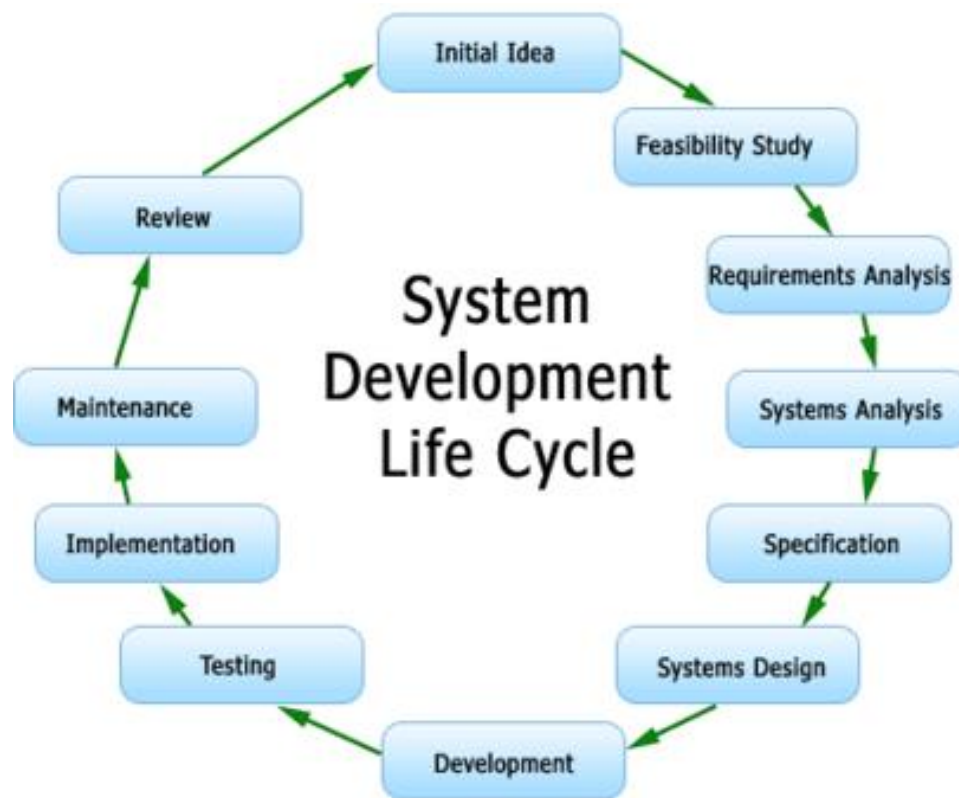 Initial Idea
Feasibility Study
Requirements Analysis
Systems Analysis
Specification
Systems Design
Development
Testing
Implementation
Maintenance
Review
System
Development
Life Cycle